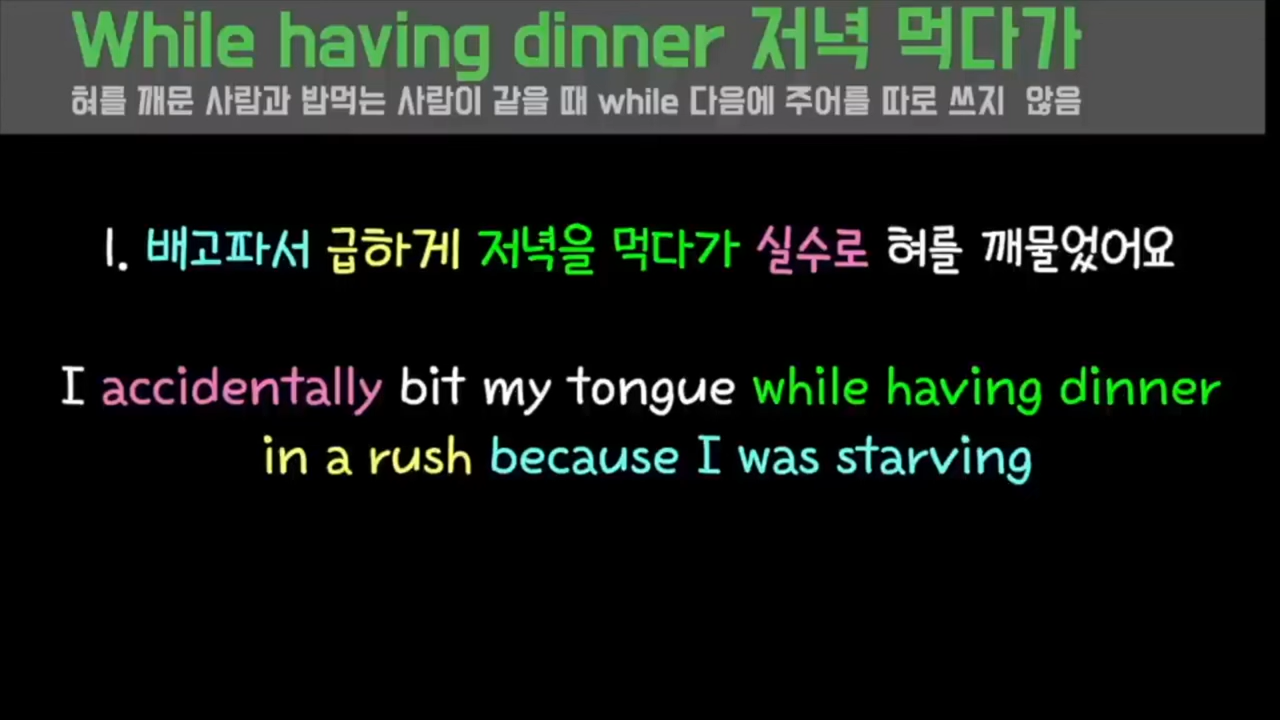 While having dinner 저녁 먹다가
혀를 깨문 사람과 밥먹는 사람이 같을 때 while 다음에 주어를 따로 쓰지 않음
1. 배고파서 급하게 저녁을 먹다가 실수로 혀를 깨물었어요
I accidentally bit my tongue while having dinner
in a rush because I was starving